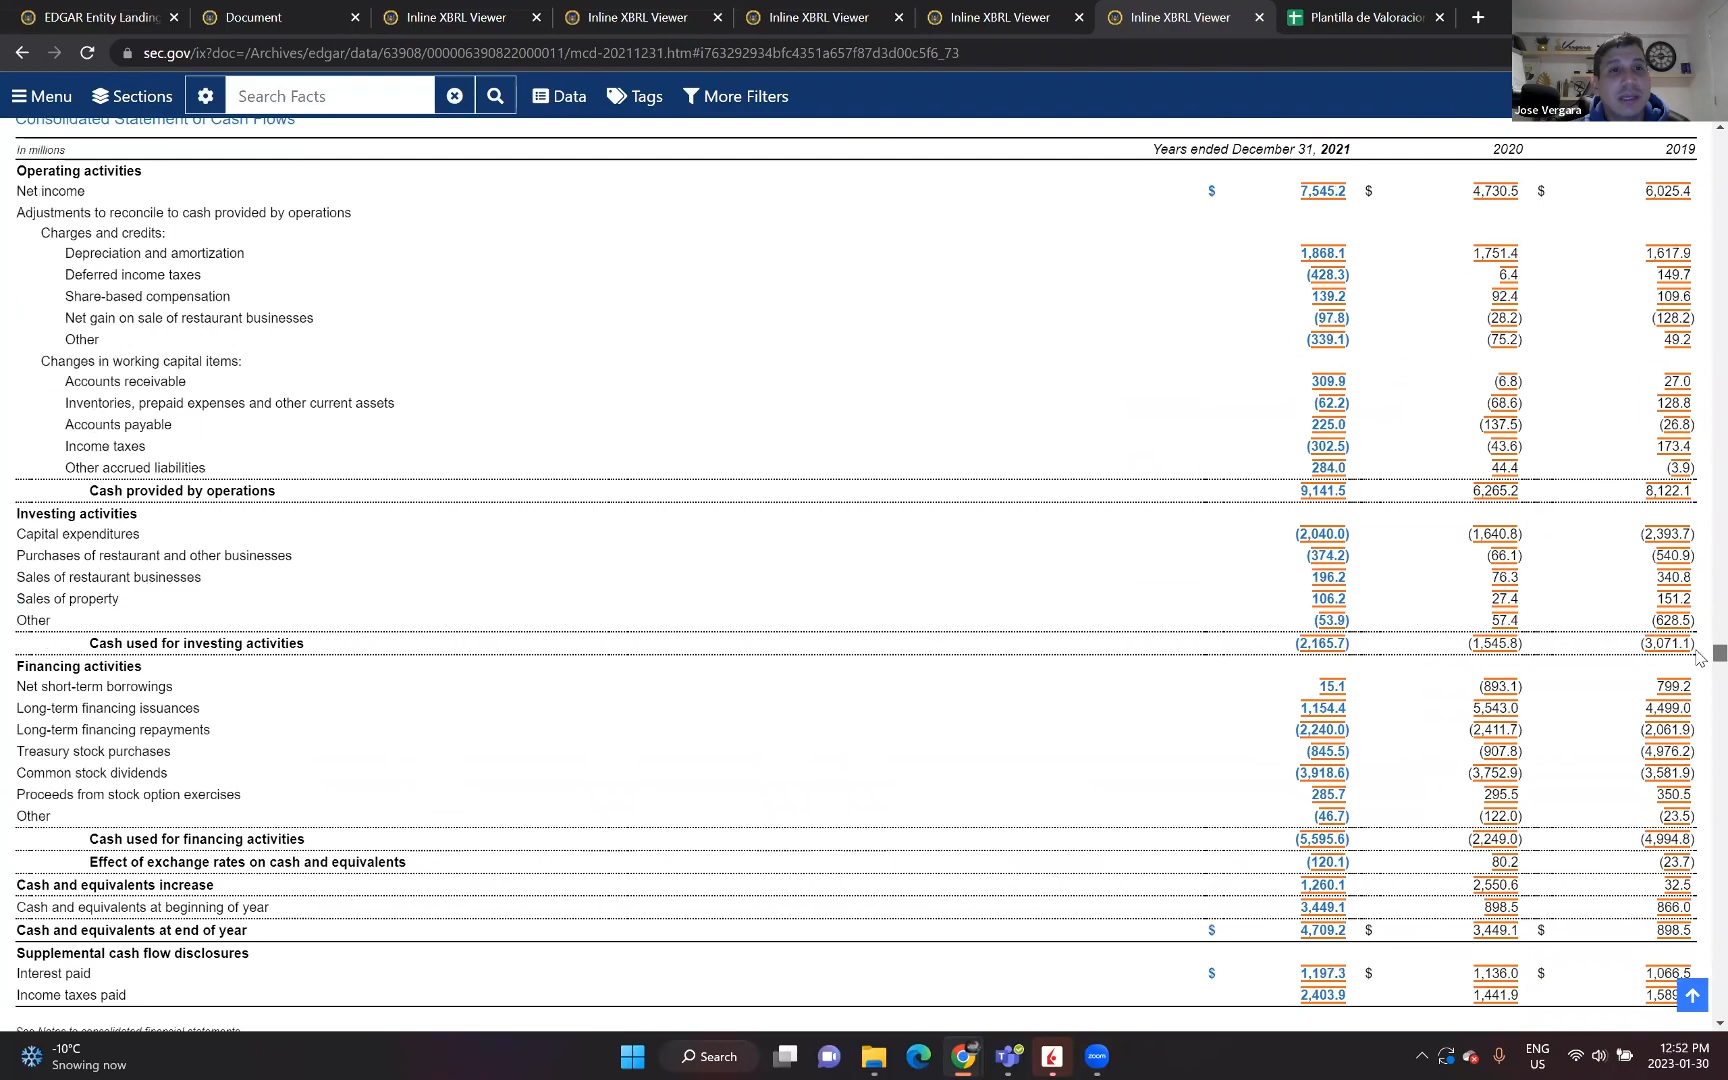 EDGAR Entity Landing
Document
Inline XBRL Viewer
Inline XBRL Viewer
Inline XBRL Viewer
Inline XBRL Viewer
Inline XBRL Viewer
Plantilla de Valoracio
sec.gov/ix?doc=/Archives/edgar/data/63908/000006390822000011/mcd-20211231.htm#i763292934bfc4351a657f87d3d00c5f6_73
Menu Sections Search Facts Data Tags More Filters
Jose Vergara
Consolidated Statement of Cash Flows
In millions Years ended December 31, 2021 2020 2019
Operating activities
Net income $ 7,545.2 $ 4,730.5 $ 6,025.4
Adjustments to reconcile to cash provided by operations
Charges and credits:
Depreciation and amortization 1,868.1 1,751.4 1,617.9
Deferred income taxes (428.3) 6.4 149.7
Share-based compensation 139.2 92.4 109.6
Net gain on sale of restaurant businesses (97.8) (28.2) (128.2)
Other (339.1) (75.2) 49.2
Changes in working capital items:
Accounts receivable 309.9 (6.8) 27.0
Inventories, prepaid expenses and other current assets (62.2) (68.6) 128.8
Accounts payable 225.0 (137.5) (26.8)
Income taxes (302.5) (43.6) 173.4
Other accrued liabilities 284.0 44.4 (3.9)
Cash provided by operations 9,141.5 6,265.2 8,122.1
Investing activities
Capital expenditures (2,040.0) (1,640.8) (2,393.7)
Purchases of restaurant and other businesses (374.2) (66.1) (540.9)
Sales of restaurant businesses 196.2 76.3 340.8
Sales of property 106.2 27.4 151.2
Other (53.9) 57.4 (628.5)
Cash used for investing activities (2,165.7) (1,545.8) (3,071.1)
Financing activities
Net short-term borrowings 15.1 (893.1) 799.2
Long-term financing issuances 1,154.4 5,543.0 4,499.0
Long-term financing repayments (2,240.0) (2,411.7) (2,061.9)
Treasury stock purchases (845.5) (907.8) (4,976.2)
Common stock dividends (3,918.6) (3,752.9) (3,581.9)
Proceeds from stock option exercises 285.7 295.5 350.5
Other (46.7) (122.0) (23.5)
Cash used for financing activities (5,595.6) (2,249.0) (4,994.8)
Effect of exchange rates on cash and equivalents (120.1) 80.2 (23.7)
Cash and equivalents increase 1,260.1 2,550.6 32.5
Cash and equivalents at beginning of year 3,449.1 898.5 866.0
Cash and equivalents at end of year $ 4,709.2 $ 3,449.1 $ 898.5
Supplemental cash flow disclosures
Interest paid $ 1,197.3 $ 1,136.0 $ 1,066.5
Income taxes paid 2,403.9 1,441.9 1,589
See Notes to consolidated financial statements
-10°C
Snowing now
Search
zoom
ENG
US
12:52 PM
2023-01-30